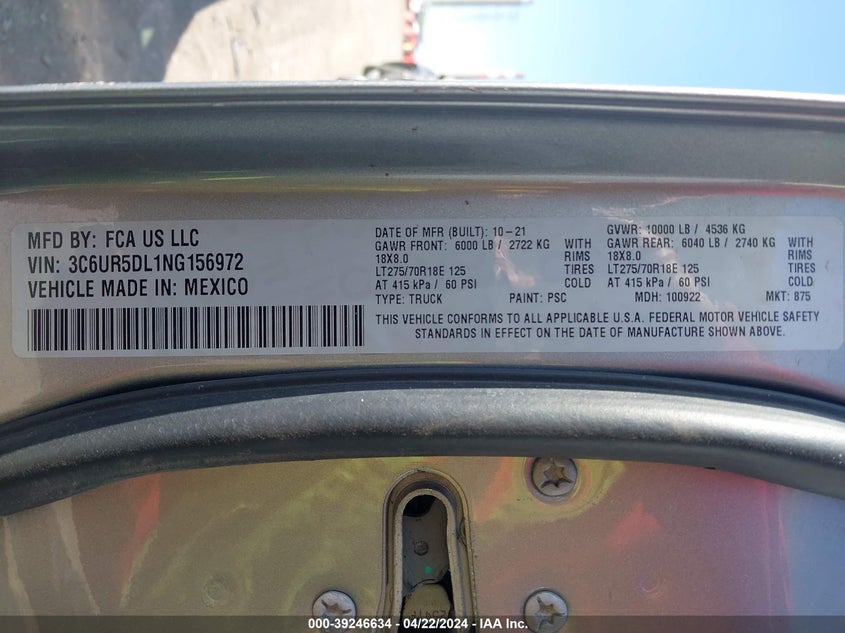 MFD BY: FCA US LLC
VIN: 3C6UR5DL1NG156972
VEHICLE MADE IN: MEXICO
DATE OF MFR (BUILT): 10-21 GVWR: 10000 LB / 4536 KG
GAWR FRONT: 6000 LB / 2722 KG WITH GAWR REAR: 6040 LB / 2740 KG WITH
18X8.0 RIMS 18X8.0 RIMS
LT275/70R18E 125 LT275/70R18E 125
AT 415 kPa / 60 PSI COLD AT 415 kPa / 60 PSI COLD
TYPE: TRUCK PAINT: PSC MDH: 100922 MKT: 875
THIS VEHICLE CONFORMS TO ALL APPLICABLE U.S.A. FEDERAL MOTOR VEHICLE SAFETY
STANDARDS IN EFFECT ON THE DATE OF MANUFACTURE SHOWN ABOVE.
000-39246634 - 04/22/2024 - IAA Inc.